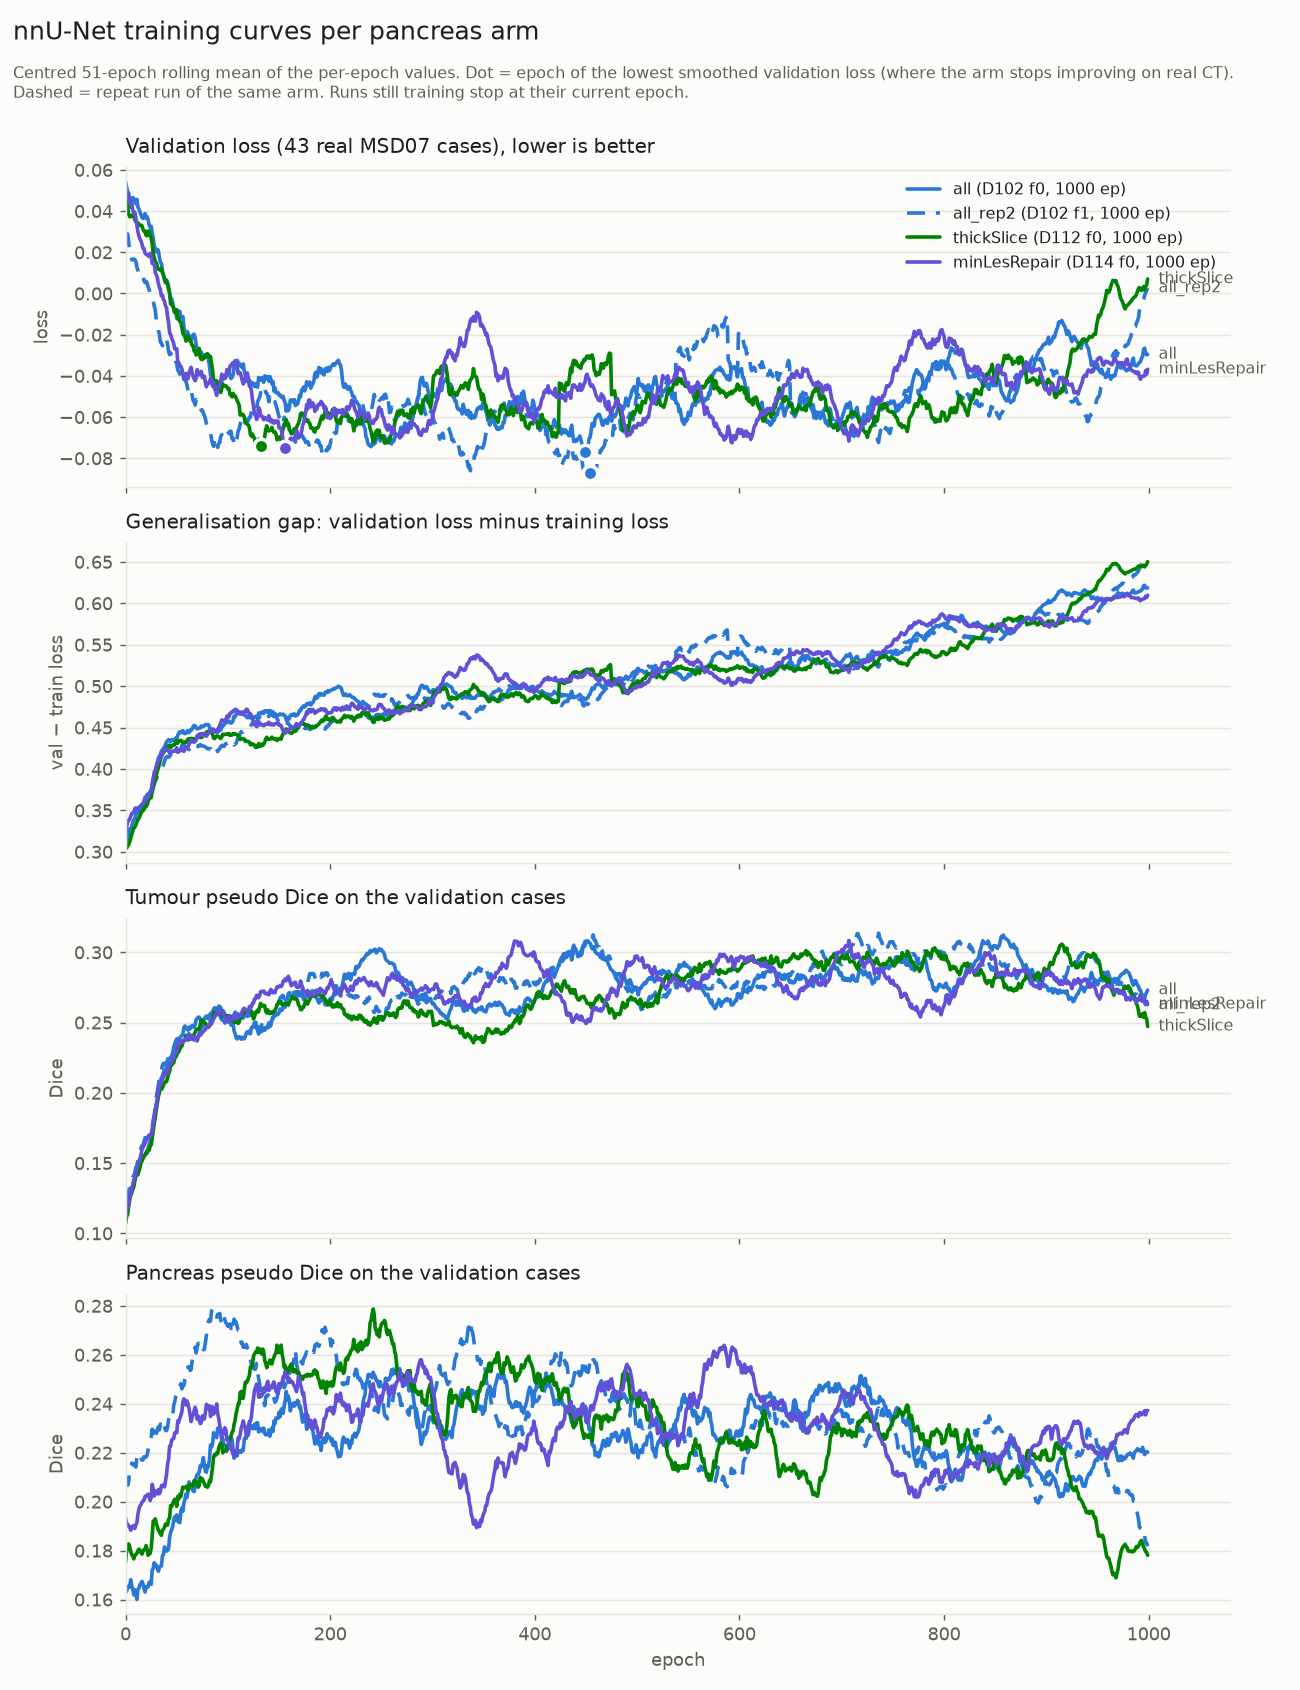 nnU-Net training curves per pancreas arm
Centred 51-epoch rolling mean of the per-epoch values. Dot = epoch of the lowest smoothed validation loss (where the arm stops improving on real CT).
Dashed = repeat run of the same arm. Runs still training stop at their current epoch.
Validation loss (43 real MSD07 cases), lower is better
0.06
0.04
0.02
0.00
−0.02
−0.04
−0.06
−0.08
loss
all (D102 f0, 1000 ep)
all_rep2 (D102 f1, 1000 ep)
thickSlice (D112 f0, 1000 ep)
minLesRepair (D114 f0, 1000 ep)
thickSlice
all_rep2
all
minLesRepair
Generalisation gap: validation loss minus training loss
0.65
0.60
0.55
0.50
0.45
0.40
0.35
0.30
val − train loss
Tumour pseudo Dice on the validation cases
0.30
0.25
0.20
0.15
0.10
Dice
all
minLesRepair
all_rep2
thickSlice
Pancreas pseudo Dice on the validation cases
0.28
0.26
0.24
0.22
0.20
0.18
0.16
Dice
0
200
400
600
800
1000
epoch